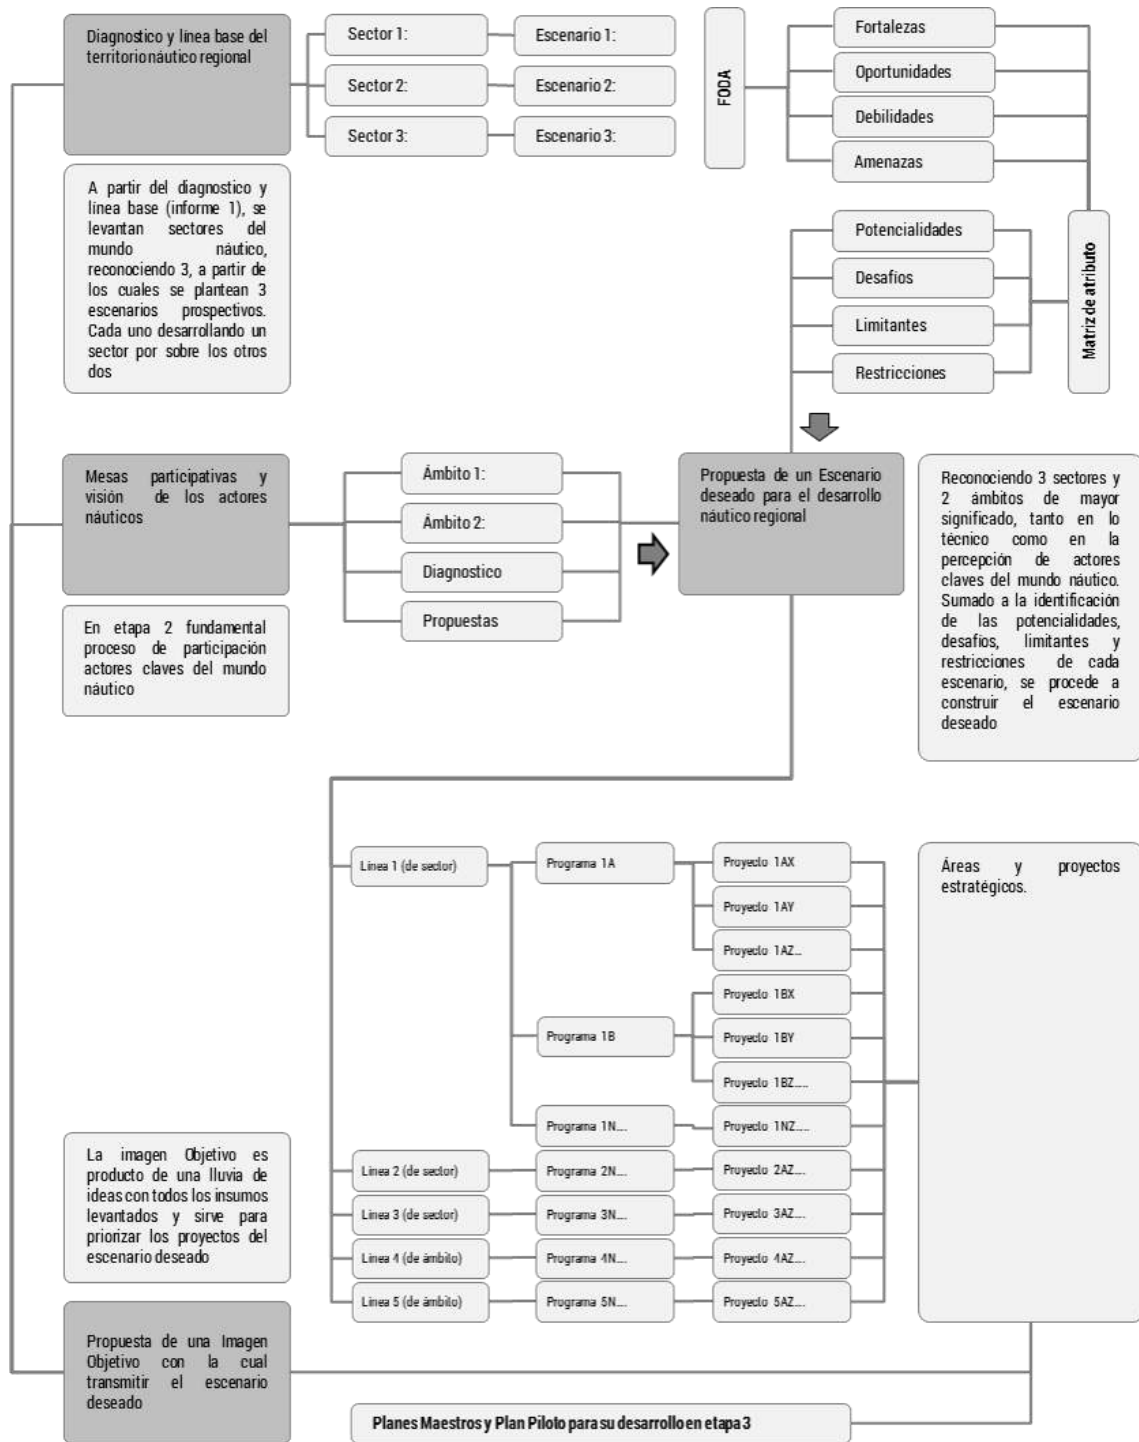 Diagnostico y línea base del
territorio náutico regional
Sector 1:
Escenario 1:
Sector 2:
Escenario 2:
Sector 3:
Escenario 3:
FODA
Fortalezas
Oportunidades
Debilidades
Amenazas
A partir del diagnostico y
línea base (informe 1), se
levantan sectores del
mundo náutico,
reconociendo 3, a partir de
los cuales se plantean 3
escenarios prospectivos.
Cada uno desarrollando un
sector por sobre los otros
dos
Potencialidades
Desafíos
Limitantes
Restricciones
Matriz de atributo
Mesas participativas y
visión de los actores
náuticos
Ámbito 1:
Ámbito 2:
Diagnostico
Propuestas
Propuesta de un Escenario
deseado para el desarrollo
náutico regional
Reconociendo 3 sectores y
2 ámbitos de mayor
significado, tanto en lo
técnico como en la
percepción de actores
claves del mundo náutico.
Sumado a la identificación
de las potencialidades,
desafíos, limitantes y
restricciones de cada
escenario, se procede a
construir el escenario
deseado
En etapa 2 fundamental
proceso de participación
actores claves del mundo
náutico
Línea 1 (de sector)
Programa 1A
Proyecto 1AX
Proyecto 1AY
Proyecto 1AZ...
Proyecto 1BX
Programa 1B
Proyecto 1BY
Proyecto 1BZ.....
Programa 1N....
Proyecto 1NZ.....
Línea 2 (de sector)
Programa 2N....
Proyecto 2AZ....
Línea 3 (de sector)
Programa 3N....
Proyecto 3AZ....
Línea 4 (de ámbito)
Programa 4N....
Proyecto 4AZ....
Línea 5 (de ámbito)
Programa 5N....
Proyecto 5AZ....
Áreas y proyectos
estratégicos.
La imagen Objetivo es
producto de una lluvia de
ideas con todos los insumos
levantados y sirve para
priorizar los proyectos del
escenario deseado
Propuesta de una Imagen
Objetivo con la cual
transmitir el escenario
deseado
Planes Maestros y Plan Piloto para su desarrollo en etapa 3